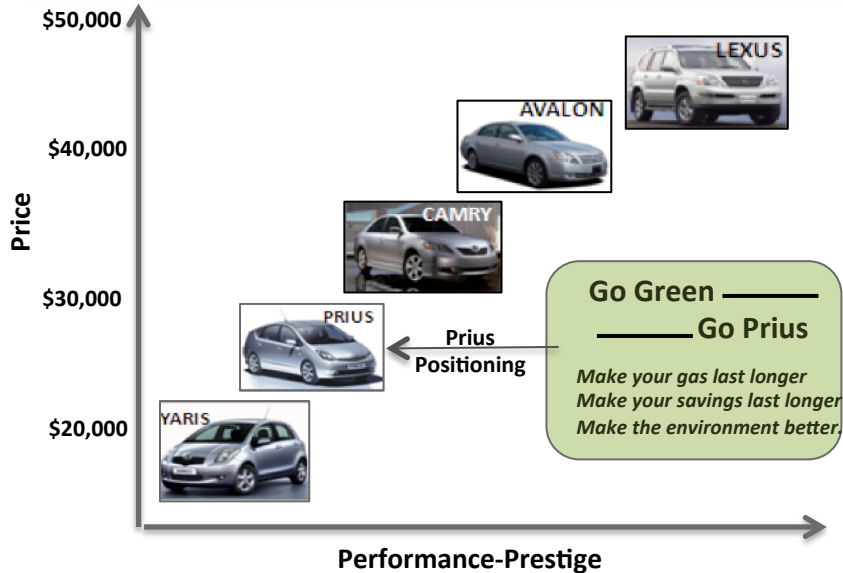 $50,000
LEXUS
AVALON
$40,000
CAMRY
Price
$30,000
PRIUS
Prius
Positioning
Go Green
Go Prius
Make your gas last longer
Make your savings last longer
Make the environment better.
YARIS
$20,000
Performance-Prestige